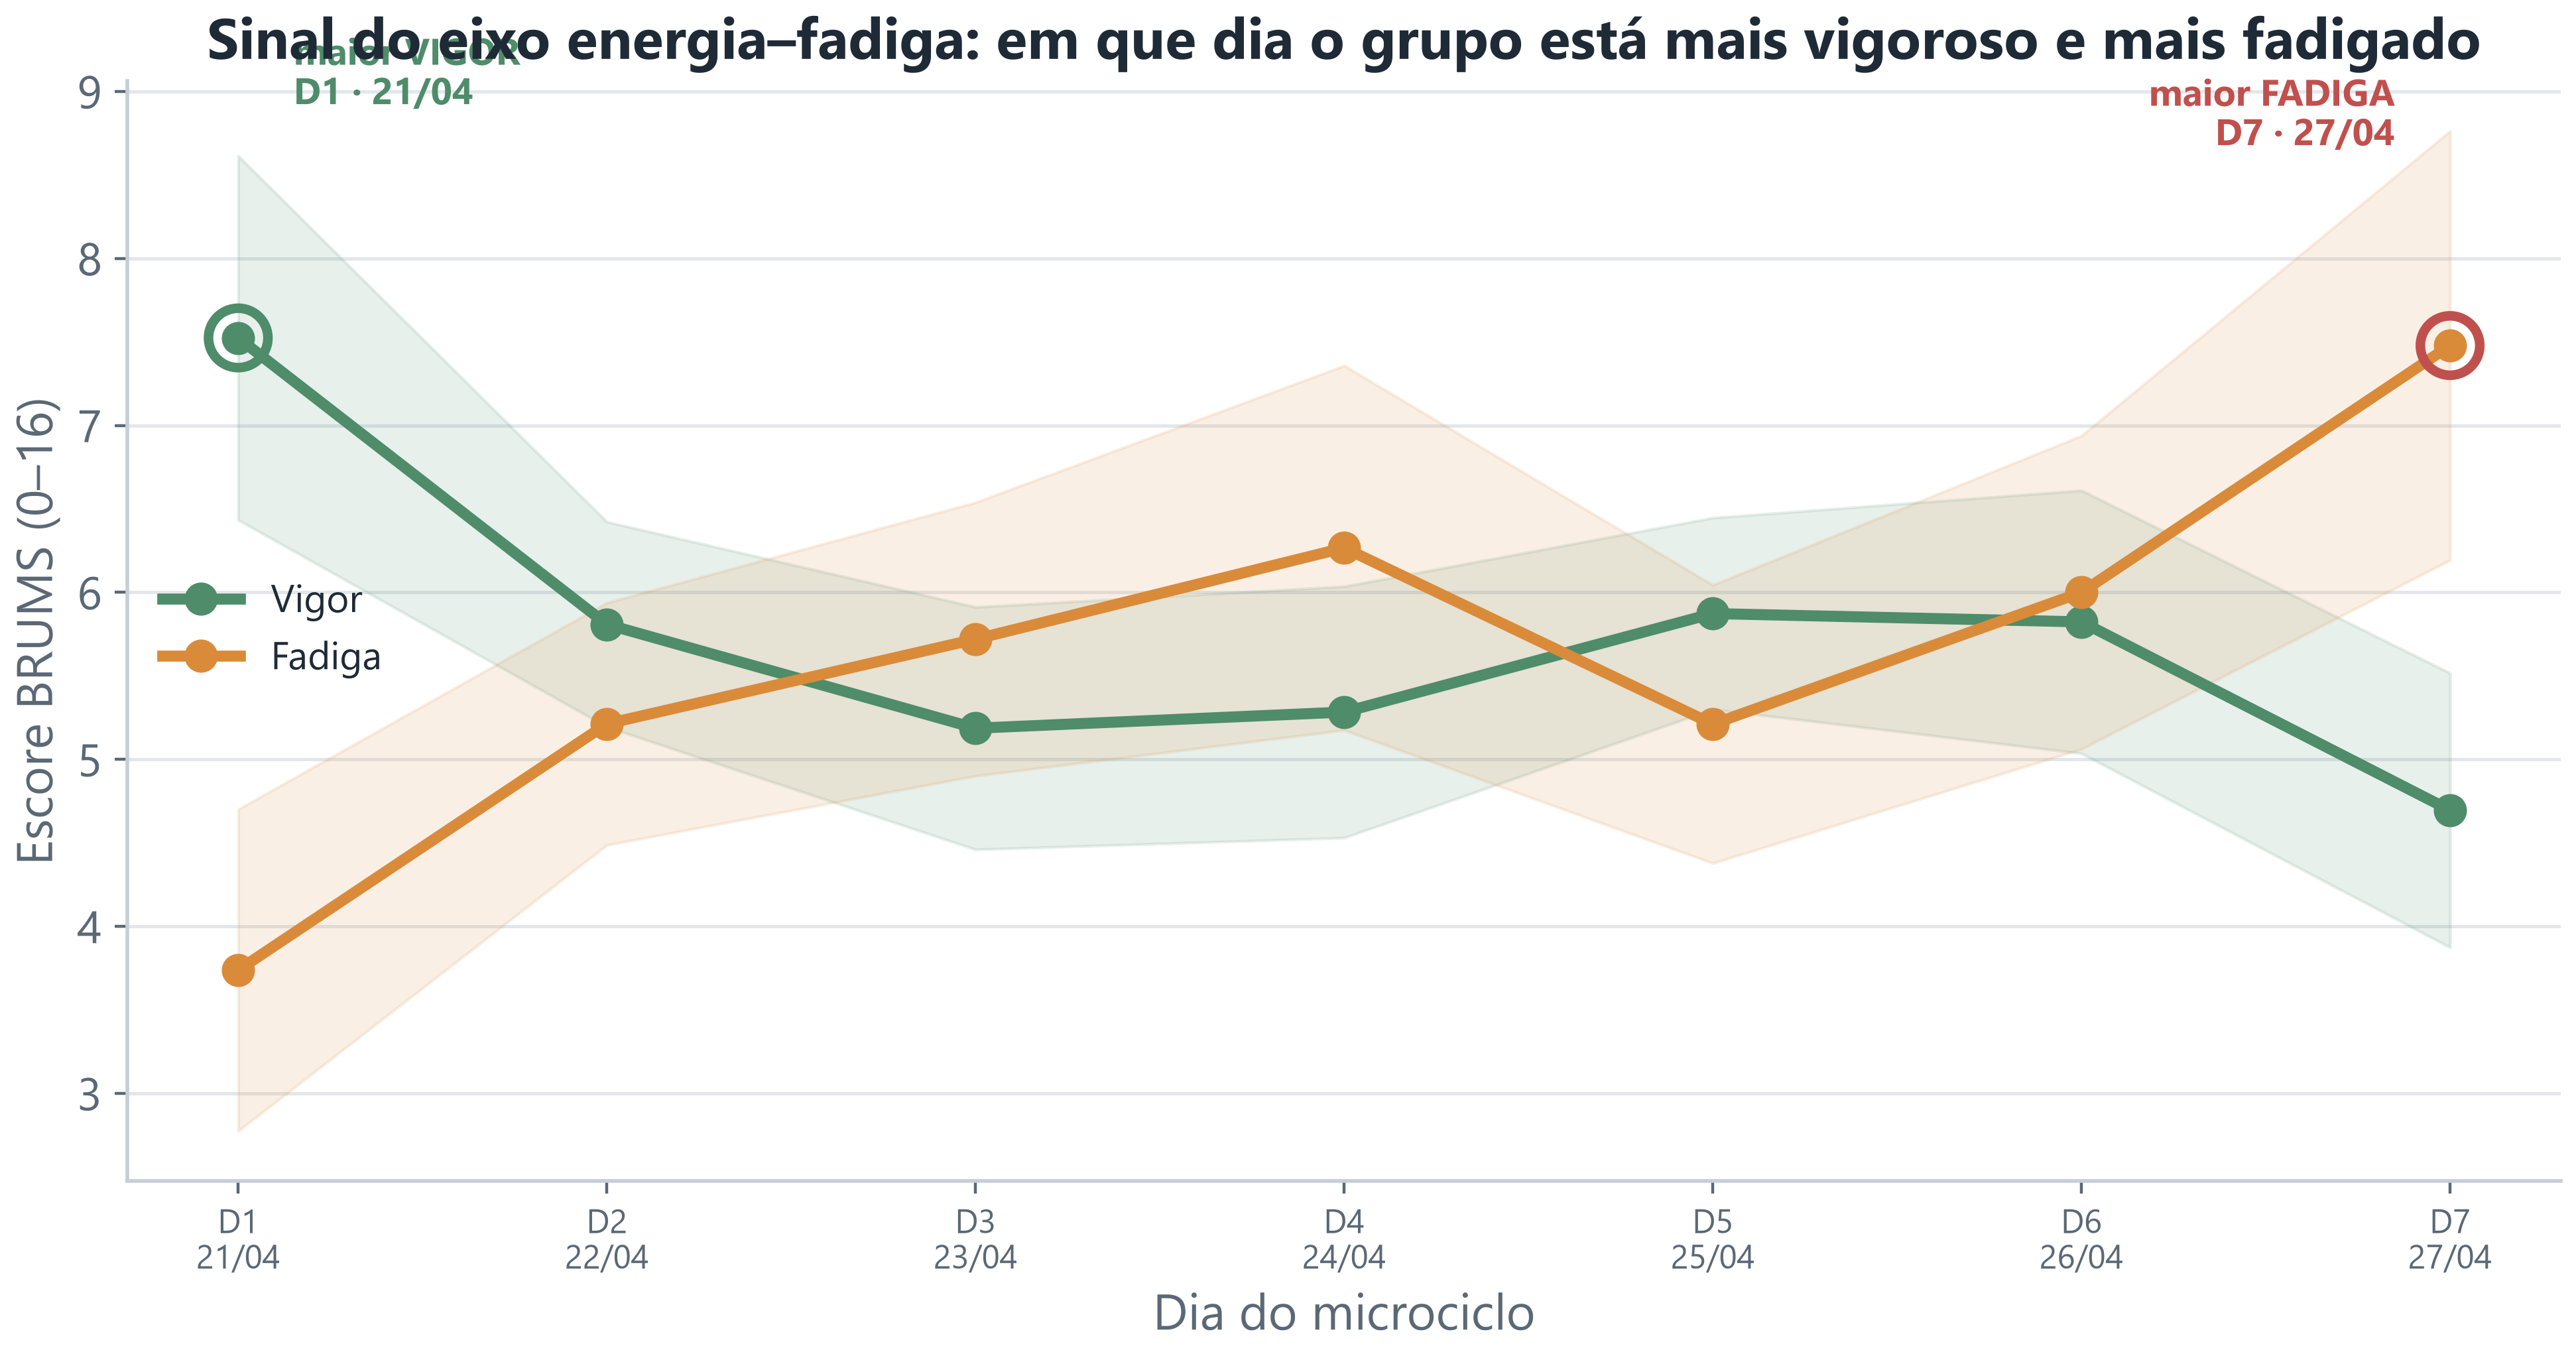 Sinal do eixo energia–fadiga: em que dia o grupo está mais vigoroso e mais fadigado
maior VIGOR
D1 · 21/04
maior FADIGA
D7 · 27/04
9
8
7
6
5
4
3
Escore BRUMS (0–16)
Vigor
Fadiga
D1
21/04
D2
22/04
D3
23/04
D4
24/04
D5
25/04
D6
26/04
D7
27/04
Dia do microciclo